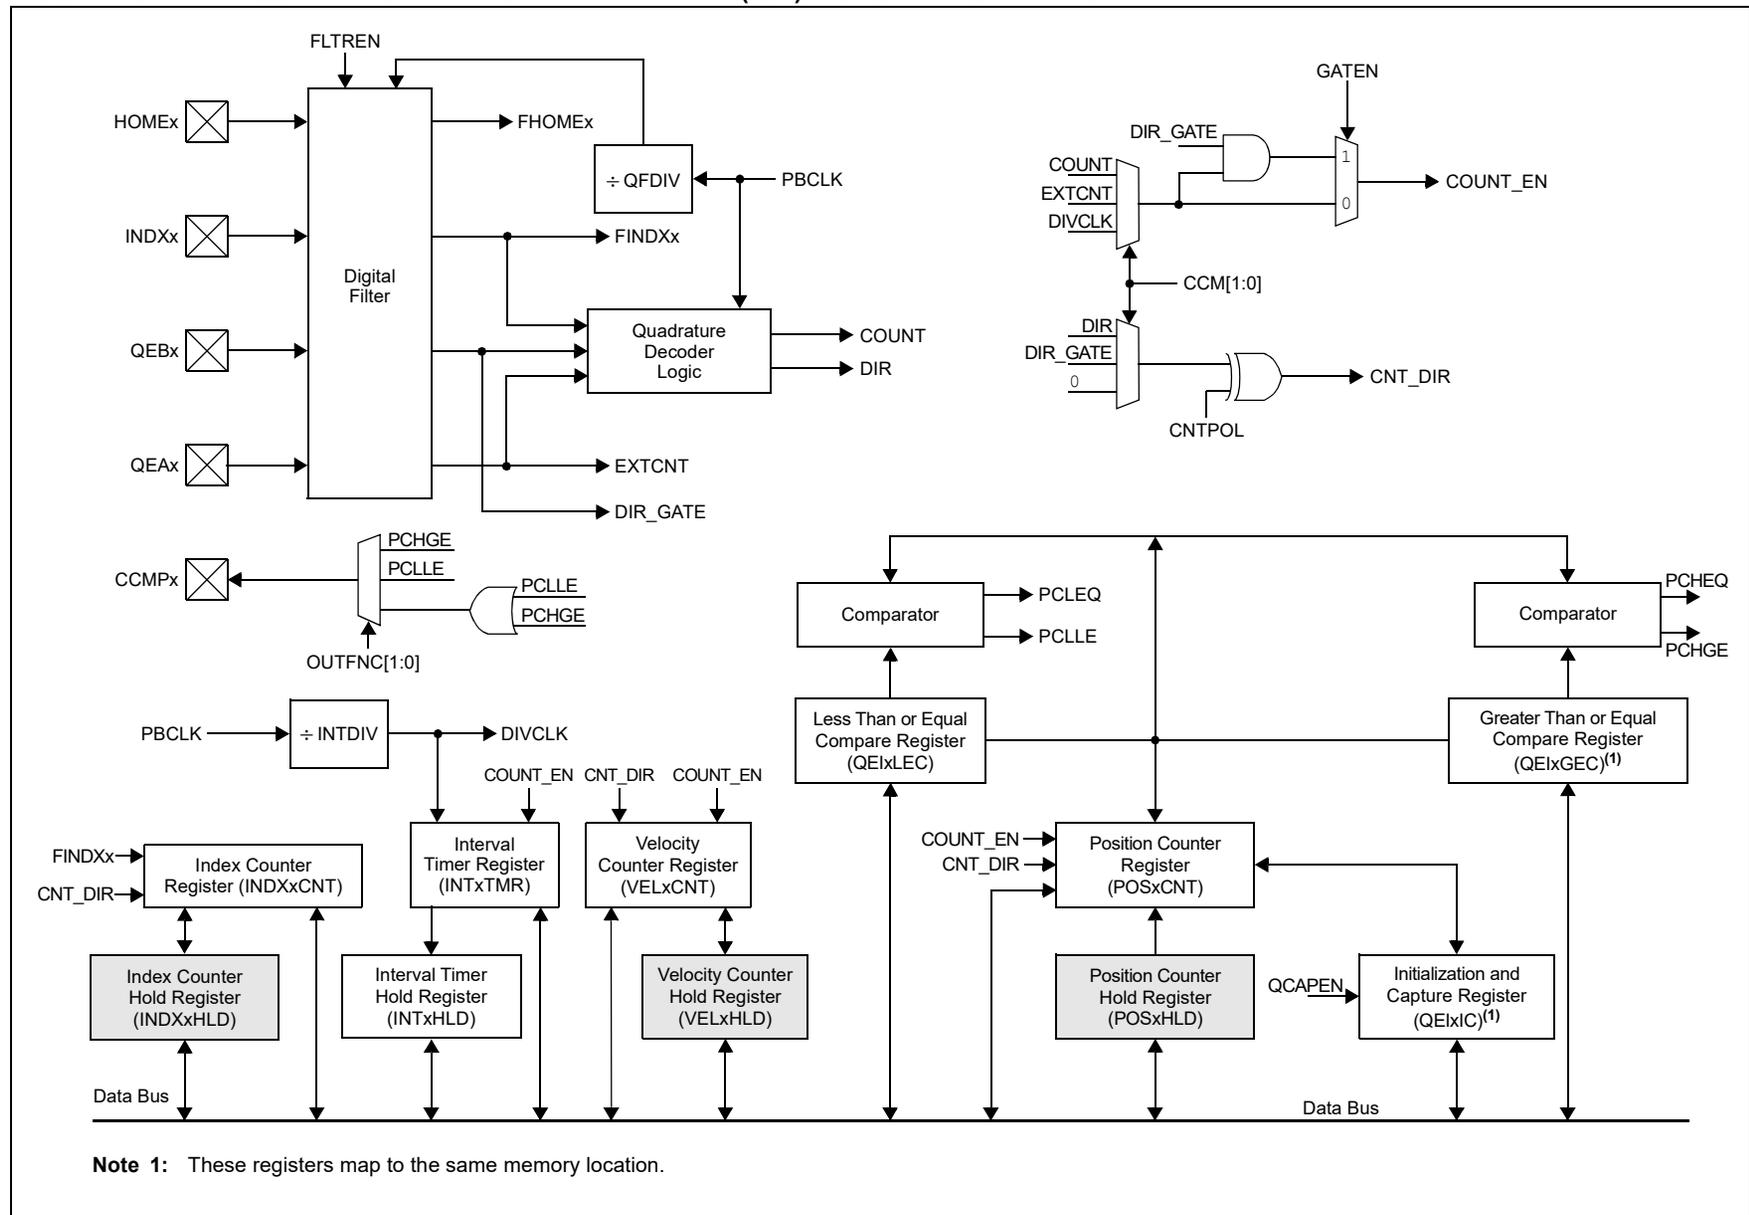 FLTREN
HOMEx
FHOMEx
÷ QFDIV
PBCLK
INDXx
FINDXx
Digital
Filter
QEBx
Quadrature
Decoder
Logic
COUNT
DIR
QEAx
EXTCNT
DIR_GATE
GATEN
DIR_GATE
COUNT
EXTCNT
DIVCLK
1
0
COUNT_EN
CCM[1:0]
DIR
DIR_GATE
0
CNT_DIR
CNTPOL
CCMPx
PCHGE
PCLLE
PCLLE
PCHGE
OUTFNC[1:0]
Comparator
PCLEQ
PCLLE
Comparator
PCHEQ
PCHGE
Less Than or Equal
Compare Register
(QEIxLEC)
Greater Than or Equal
Compare Register
(QEIxGEC)(1)
PBCLK
÷ INTDIV
DIVCLK
COUNT_EN
CNT_DIR
COUNT_EN
FINDXx
CNT_DIR
Index Counter
Register (INDXxCNT)
Interval
Timer Register
(INTxTMR)
Velocity
Counter Register
(VELxCNT)
COUNT_EN
CNT_DIR
Position Counter
Register
(POSxCNT)
Index Counter
Hold Register
(INDXxHLD)
Interval Timer
Hold Register
(INTxHLD)
Velocity Counter
Hold Register
(VELxHLD)
Position Counter
Hold Register
(POSxHLD)
QCAPEN
Initialization and
Capture Register
(QEIxIC)(1)
Data Bus
Data Bus
Note 1: These registers map to the same memory location.